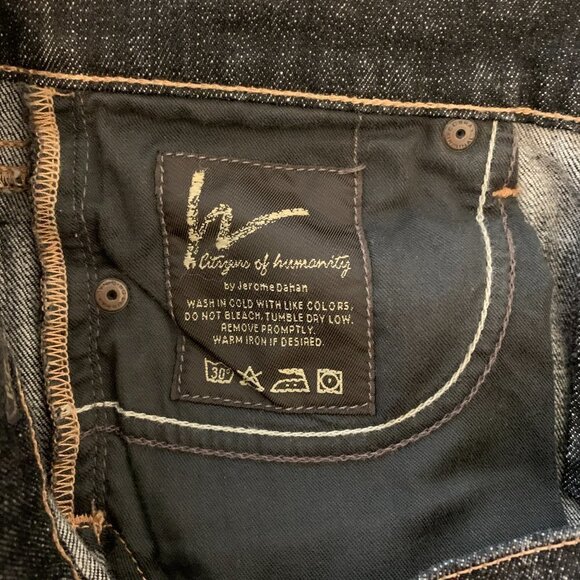 Citizens of humanity
by Jerome Dahan
WASH IN COLD WITH LIKE COLORS,
DO NOT BLEACH, TUMBLE DRY LOW.
REMOVE PROMPTLY.
WARM IRON IF DESIRED.
30°